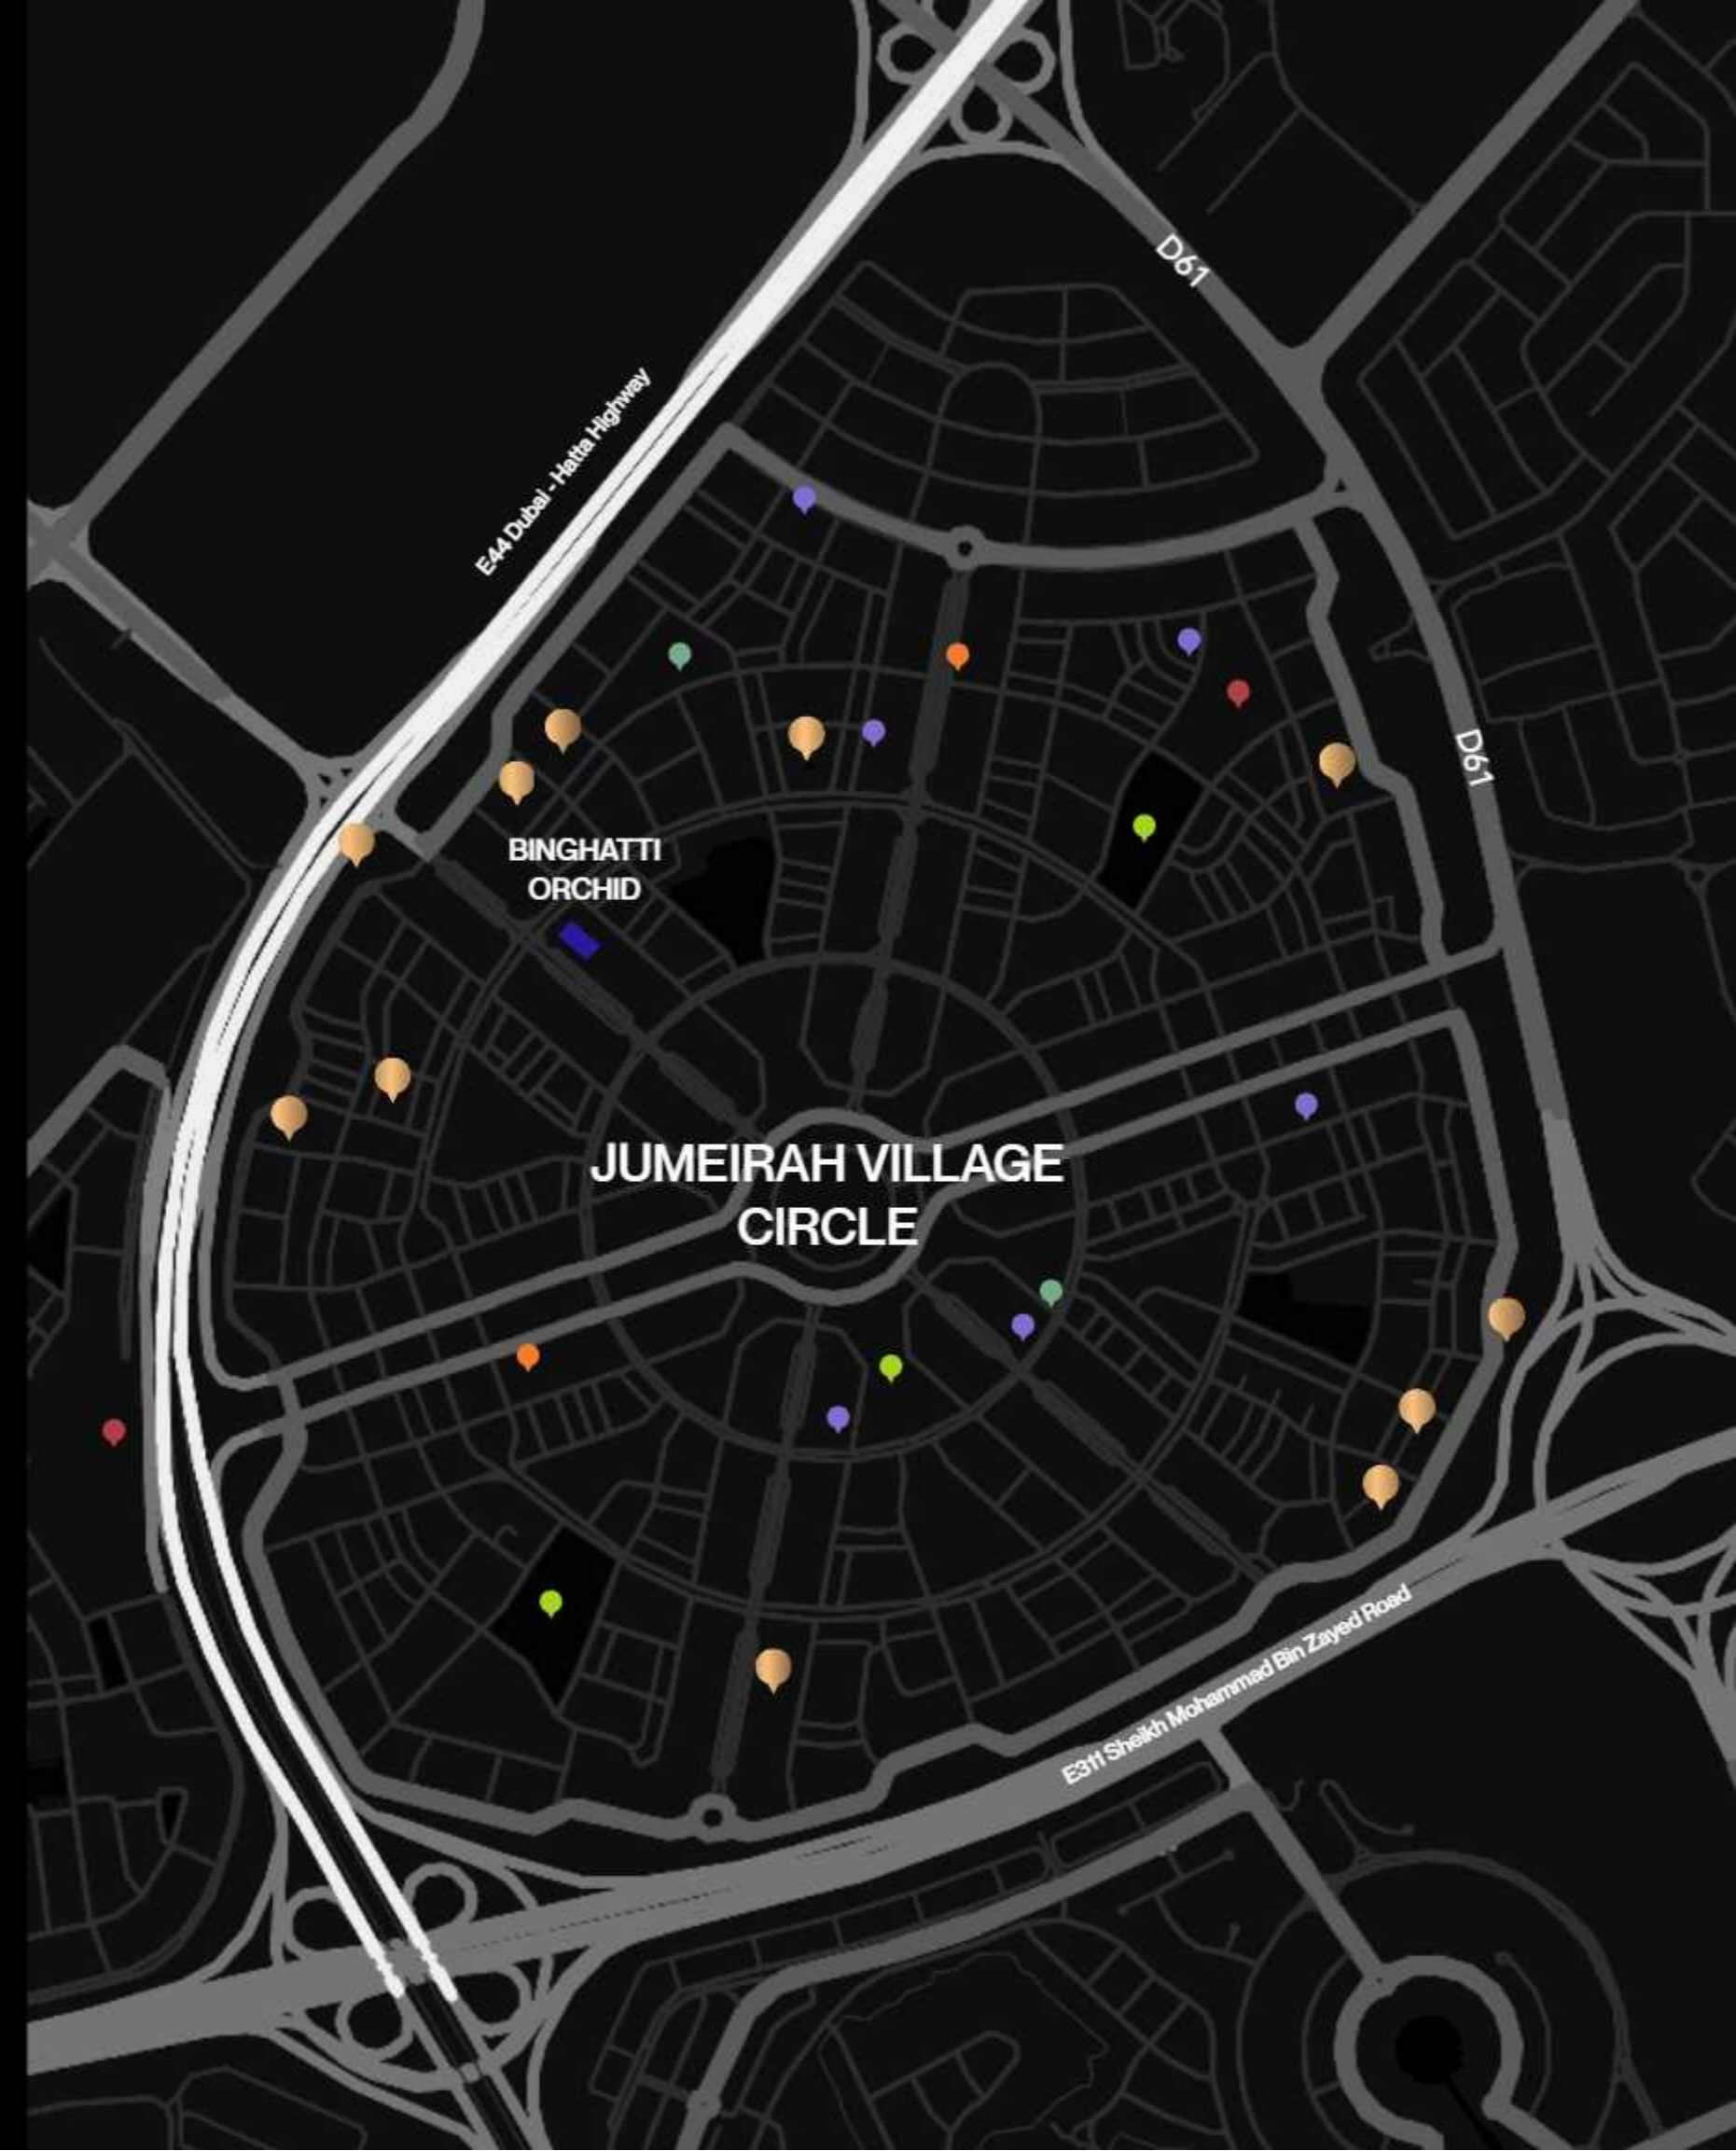 D61
E44 Dubai - Hatta Highway
D61
BINGHATTI
ORCHID
JUMEIRAH VILLAGE
CIRCLE
E311 Sheikh Mohammad Bin Zayed Road